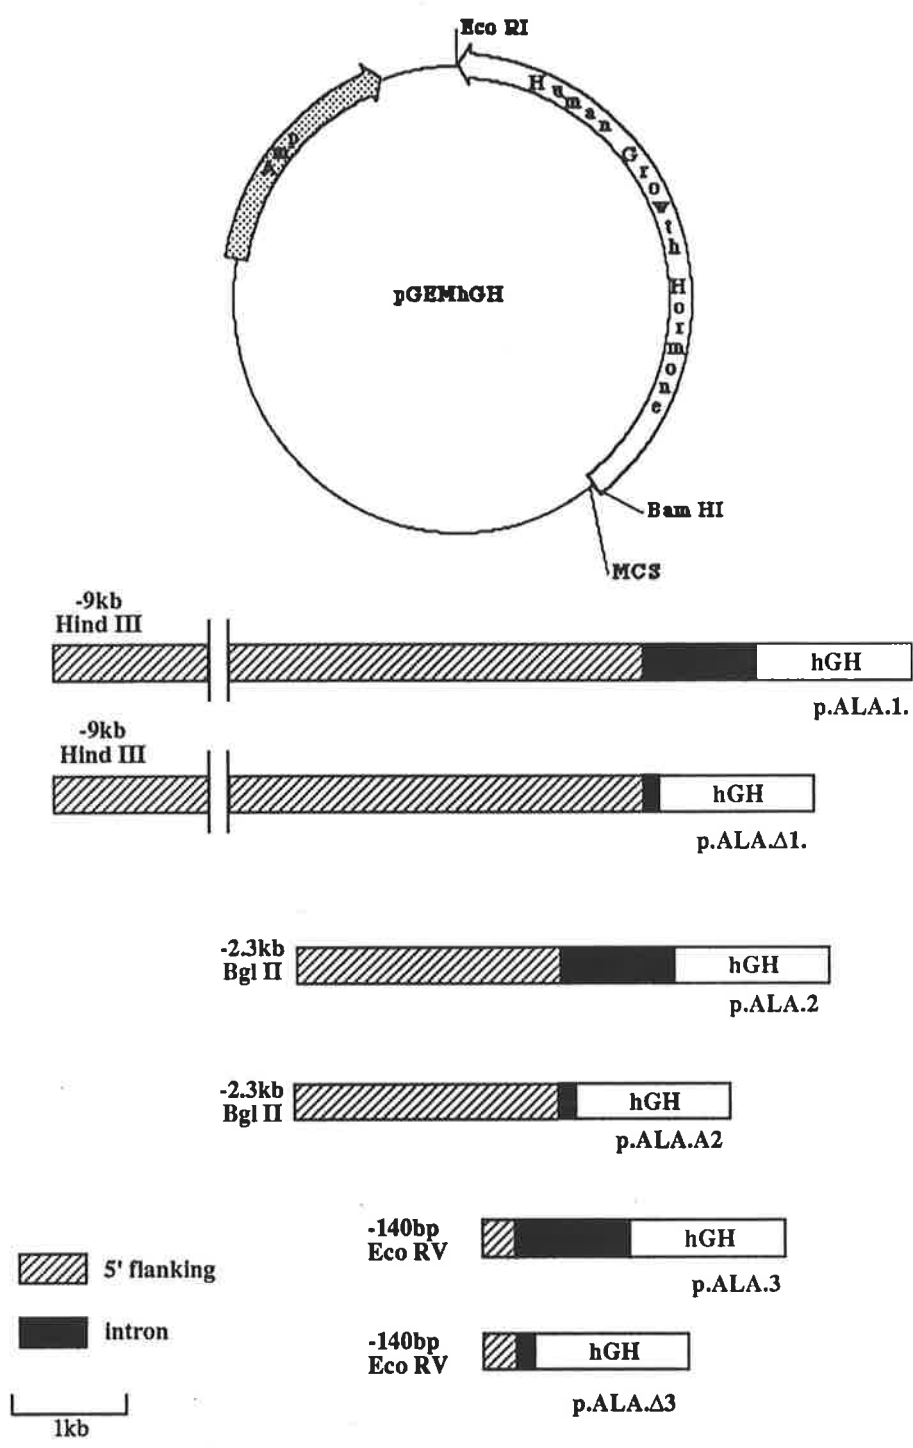 Eco RI
Amp
Human Growth Hormone
pGEMhGH
Bam HI
MCS
-9kb
Hind III
hGH
p.ALA.1.
-9kb
Hind III
hGH
p.ALA.Δ1.
-2.3kb
Bgl II
hGH
p.ALA.2
-2.3kb
Bgl II
hGH
p.ALA.A2
-140bp
Eco RV
hGH
p.ALA.3
5' flanking
intron
-140bp
Eco RV
hGH
p.ALA.Δ3
1kb